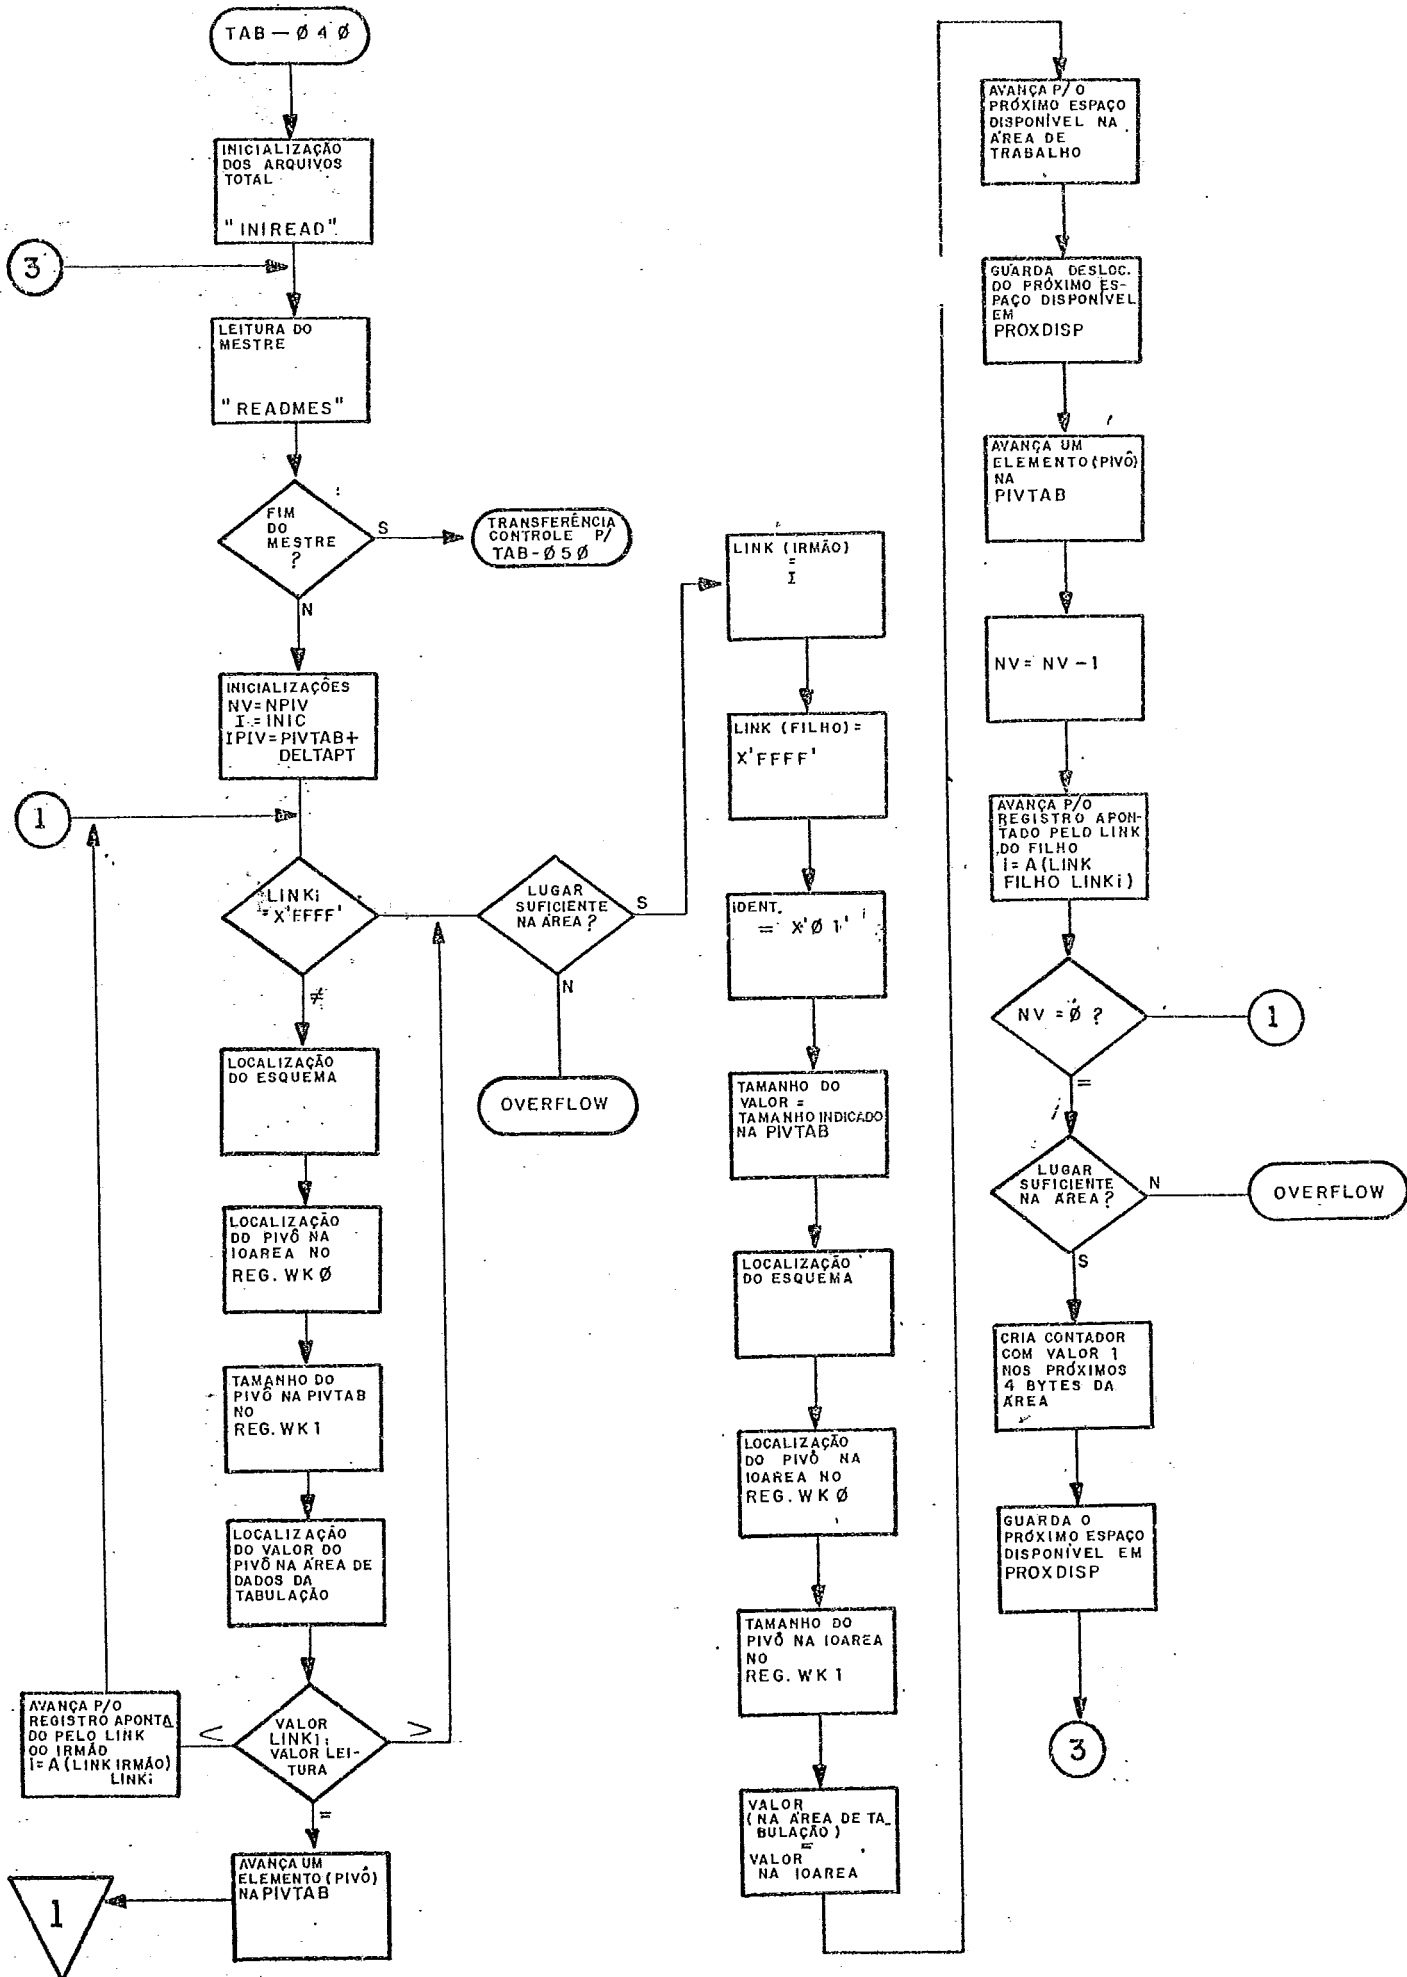 TAB — Ø 4 Ø
INICIALIZAÇÃO
DOS ARQUIVOS
TOTAL
"INIREAD"
3
LEITURA DO
MESTRE
"READMES"
FIM
DO
MESTRE
?
S
TRANSFERÊNCIA
CONTROLE P/
TAB-Ø5Ø
N
INICIALIZAÇÕES
NV=NPIV
I = INIC
IPIV=PIVTAB+
DELTAPT
1
LINKi
= X'FFFF'
≠
LUGAR
SUFICIENTE
NA ÁREA?
S
N
OVERFLOW
LOCALIZAÇÃO
DO ESQUEMA
LOCALIZAÇÃO
DO PIVÔ NA
IOAREA NO
REG. WKØ
TAMANHO DO
PIVÔ NA PIVTAB
NO
REG. WK1
LOCALIZAÇÃO
DO VALOR DO
PIVÔ NA ÁREA DE
DADOS DA
TABULAÇÃO
VALOR
LINKi:
VALOR LEI-
TURA
<
>
=
AVANÇA P/O
REGISTRO APONTA
DO PELO LINK
DO IRMÃO
i= A (LINK IRMÃO)
LINKi
AVANÇA UM
ELEMENTO (PIVÔ)
NA PIVTAB
1
LINK (IRMÃO)
=
I
LINK (FILHO) =
X'FFFF'
IDENT.
= X'Ø1'
TAMANHO DO
VALOR =
TAMANHO INDICADO
NA PIVTAB
LOCALIZAÇÃO
DO ESQUEMA
LOCALIZAÇÃO
DO PIVÔ NA
IOAREA NO
REG. WKØ
TAMANHO DO
PIVÔ NA IOAREA
NO
REG. WK1
VALOR
(NA ÁREA DE TA_
BULAÇÃO)
=
VALOR
NA IOAREA
AVANÇA P/O
PRÓXIMO ESPAÇO
DISPONÍVEL NA
ÁREA DE
TRABALHO
GUARDA DESLOC.
DO PRÓXIMO ES-
PAÇO DISPONÍVEL
EM
PROXDISP
AVANÇA UM
ELEMENTO (PIVÔ)
NA
PIVTAB
NV= NV -1
AVANÇA P/O
REGISTRO APON-
TADO PELO LINK
DO FILHO
i= A (LINK
FILHO LINKi)
NV = Ø ?
1
=
LUGAR
SUFICIENTE
NA ÁREA?
N
OVERFLOW
S
CRIA CONTADOR
COM VALOR 1
NOS PRÓXIMOS
4 BYTES DA
ÁREA
GUARDA O
PRÓXIMO ESPAÇO
DISPONÍVEL EM
PROXDISP
3